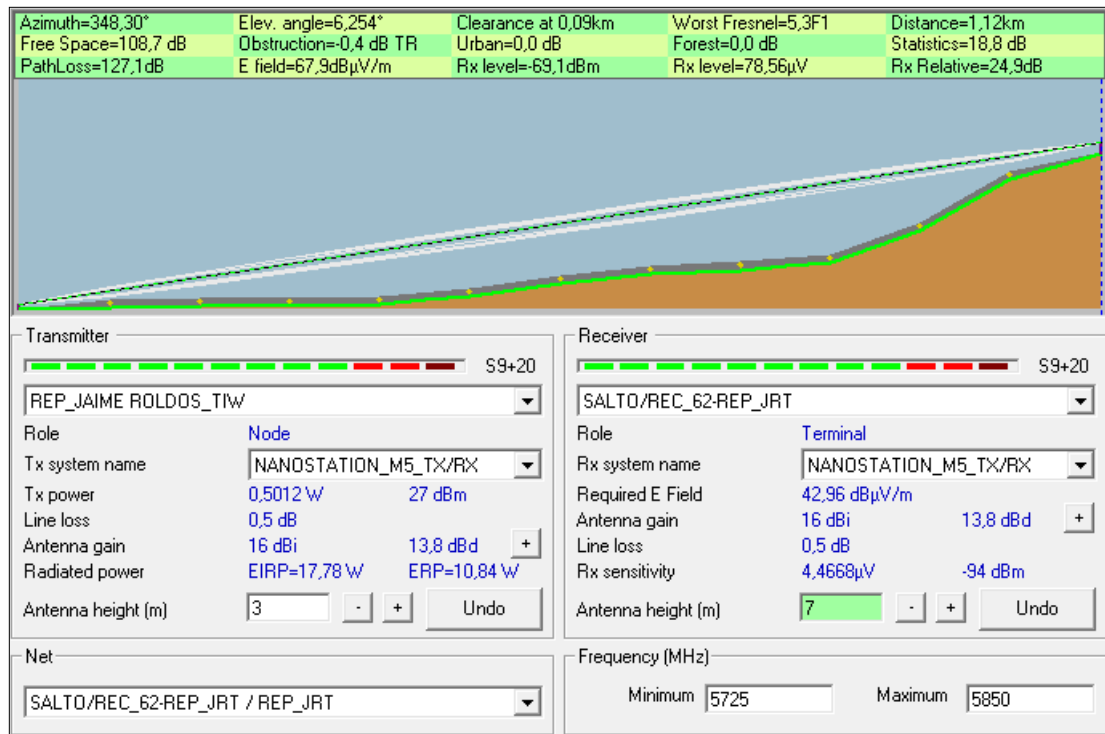 Azimuth=348,30° Elev. angle=6,254° Clearance at 0,09km Worst Fresnel=5,3F1 Distance=1,12km
Free Space=108,7 dB Obstruction=-0,4 dB TR Urban=0,0 dB Forest=0,0 dB Statistics=18,8 dB
PathLoss=127,1dB E field=67,9dBµV/m Rx level=-69,1dBm Rx level=78,56µV Rx Relative=24,9dB
Transmitter
S9+20
REP_JAIME ROLDOS_TIW
Role Node
Tx system name NANOSTATION_M5_TX/RX
Tx power 0,5012 W 27 dBm
Line loss 0,5 dB
Antenna gain 16 dBi 13,8 dBd +
Radiated power EIRP=17,78 W ERP=10,84 W
Antenna height (m) 3 - + Undo
Receiver
S9+20
SALTO/REC_62-REP_JRT
Role Terminal
Rx system name NANOSTATION_M5_TX/RX
Required E Field 42,96 dBµV/m
Antenna gain 16 dBi 13,8 dBd +
Line loss 0,5 dB
Rx sensitivity 4,4668µV -94 dBm
Antenna height (m) 7 - + Undo
Net
SALTO/REC_62-REP_JRT / REP_JRT
Frequency (MHz)
Minimum 5725 Maximum 5850